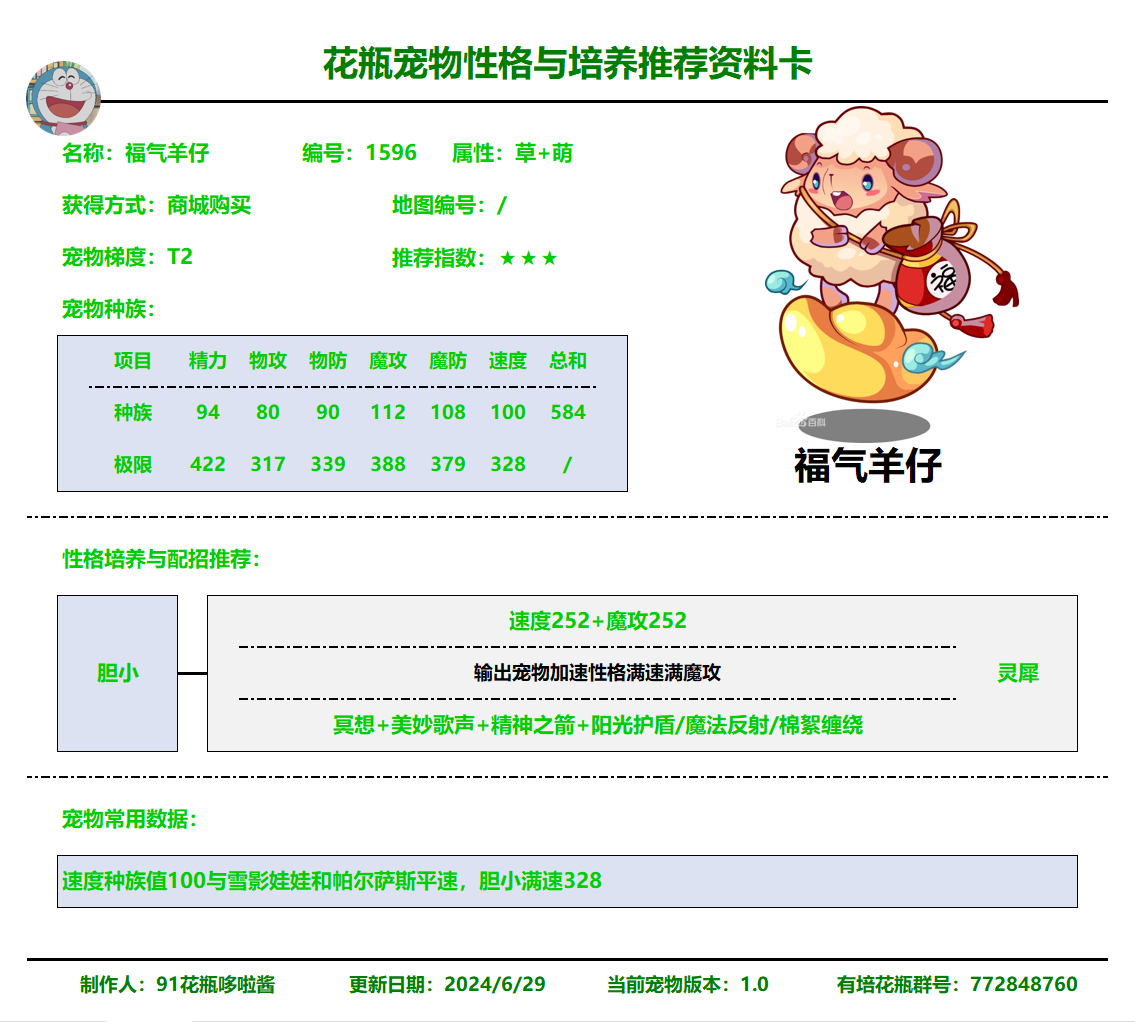 花瓶宠物性格与培养推荐资料卡
名称：福气羊仔 编号：1596 属性：草+萌
获得方式：商城购买 地图编号：/
宠物梯度：T2 推荐指数：★★★
宠物种族：
项目 精力 物攻 物防 魔攻 魔防 速度 总和
种族 94 80 90 112 108 100 584
极限 422 317 339 388 379 328 /
福
Baidu百科
福气羊仔
性格培养与配招推荐：
速度252+魔攻252
胆小 输出宠物加速性格满速满魔攻 灵犀
冥想+美妙歌声+精神之箭+阳光护盾/魔法反射/棉絮缠绕
宠物常用数据：
速度种族值100与雪影娃娃和帕尔萨斯平速，胆小满速328
制作人：91花瓶哆啦酱 更新日期：2024/6/29 当前宠物版本：1.0 有培花瓶群号：772848760